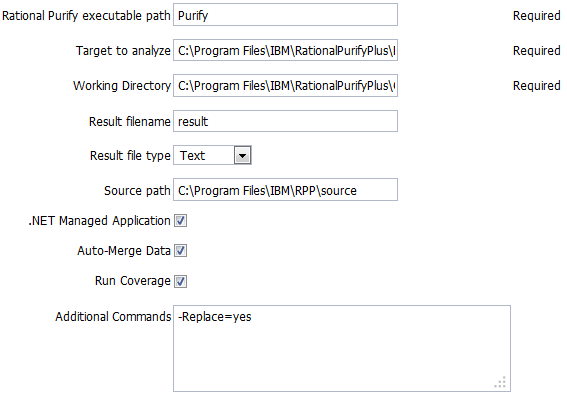 Rational Purify executable path Purify Required
Target to analyze C:\Program Files\IBM\RationalPurifyPlus\ Required
Working Directory C:\Program Files\IBM\RationalPurifyPlus\ Required
Result filename result
Result file type Text
Source path C:\Program Files\IBM\RPP\source
.NET Managed Application
Auto-Merge Data
Run Coverage
Additional Commands -Replace=yes